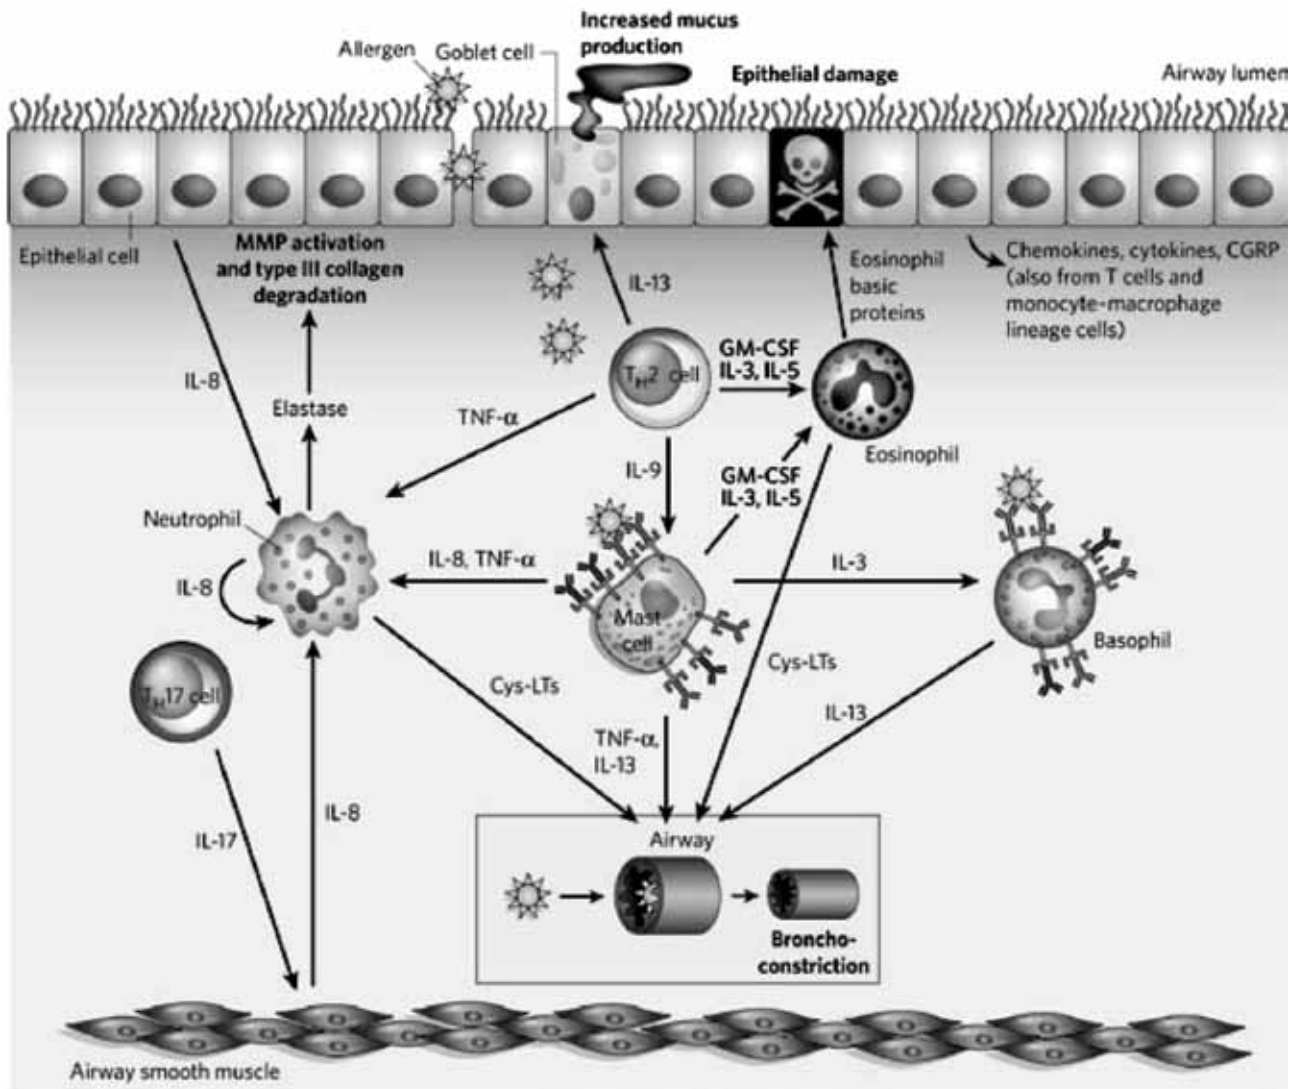 Increased mucus
production
Allergen
Goblet cell
Epithelial damage
Airway lumen
Epithelial cell
MMP activation
and type III collagen
degradation
IL-13
Eosinophil
basic
proteins
Chemokines, cytokines, CGRP
(also from T cells and
monocyte-macrophage
lineage cells)
IL-8
Elastase
TNF-α
TH2 cell
GM-CSF
IL-3, IL-5
Eosinophil
IL-9
GM-CSF
IL-3, IL-5
Neutrophil
IL-8
IL-8, TNF-α
Mast
cell
IL-3
Basophil
TH17 cell
Cys-LTs
Cys-LTs
IL-13
TNF-α,
IL-13
IL-17
IL-8
Airway
Broncho-
constriction
Airway smooth muscle